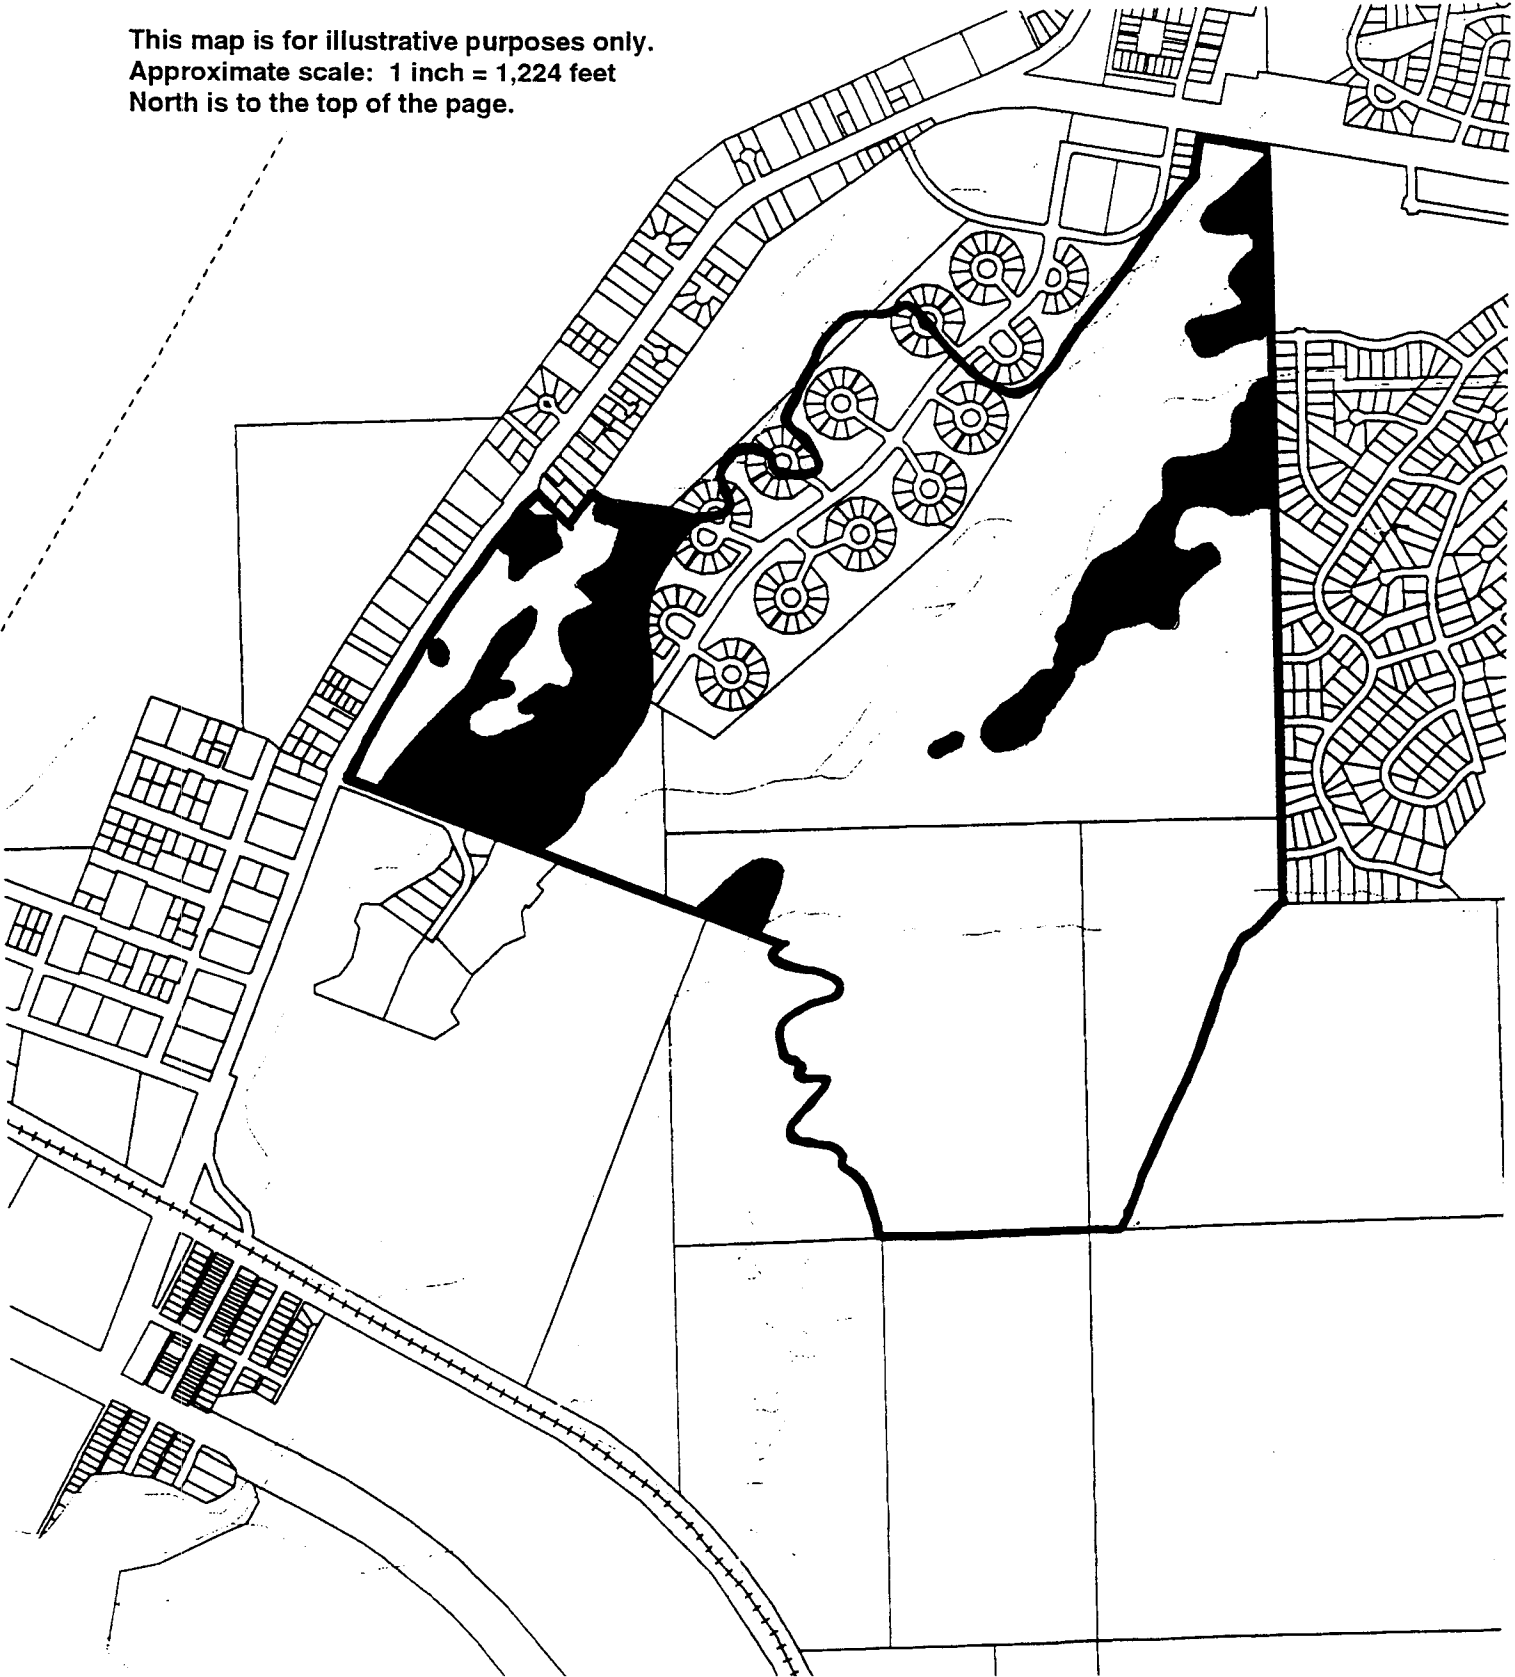 This map is for illustrative purposes only.
Approximate scale: 1 inch = 1,224 feet
North is to the top of the page.